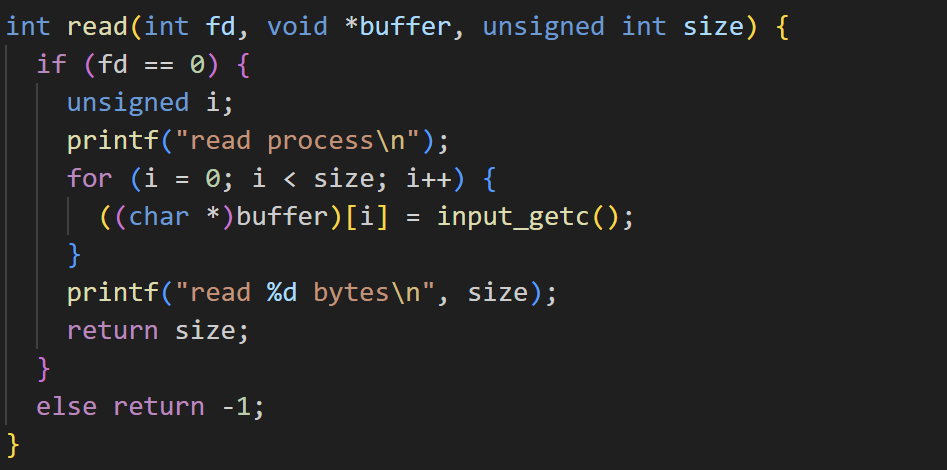 int read(int fd, void *buffer, unsigned int size) {
  if (fd == 0) {
    unsigned i;
    printf("read process\n");
    for (i = 0; i < size; i++) {
      ((char *)buffer)[i] = input_getc();
    }
    printf("read %d bytes\n", size);
    return size;
  }
  else return -1;
}